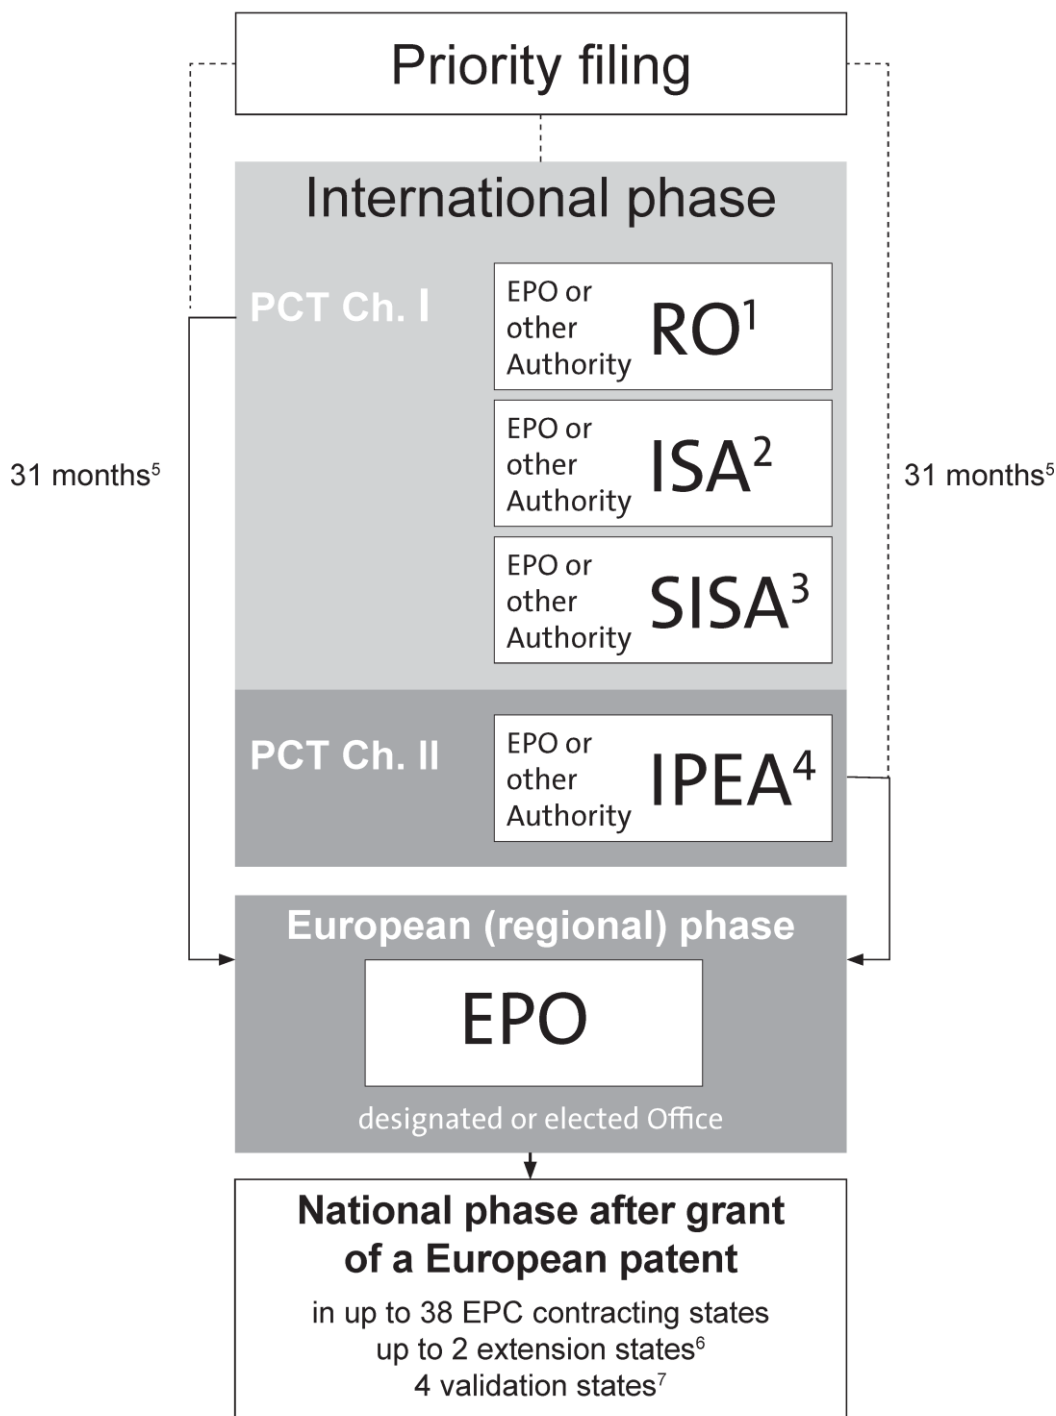 Priority filing
International phase
PCT Ch. I
EPO or
other
Authority
RO¹
31 months⁵
EPO or
other
Authority
ISA²
31 months⁵
EPO or
other
Authority
SISA³
PCT Ch. II
EPO or
other
Authority
IPEA⁴
European (regional) phase
EPO
designated or elected Office
National phase after grant
of a European patent
in up to 38 EPC contracting states
up to 2 extension states⁶
4 validation states⁷